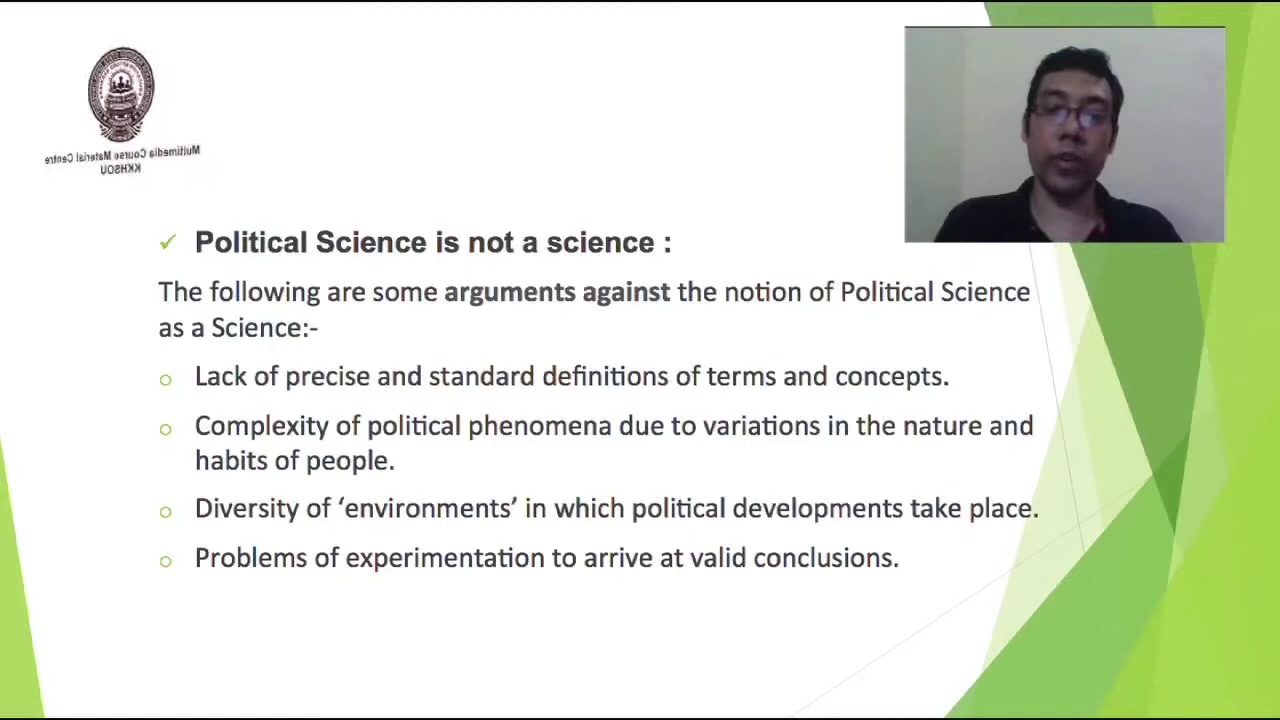 Multimedia Course Material Centre
KKHSOU
✓ Political Science is not a science :
The following are some arguments against the notion of Political Science
as a Science:-
o Lack of precise and standard definitions of terms and concepts.
o Complexity of political phenomena due to variations in the nature and
habits of people.
o Diversity of ‘environments’ in which political developments take place.
o Problems of experimentation to arrive at valid conclusions.